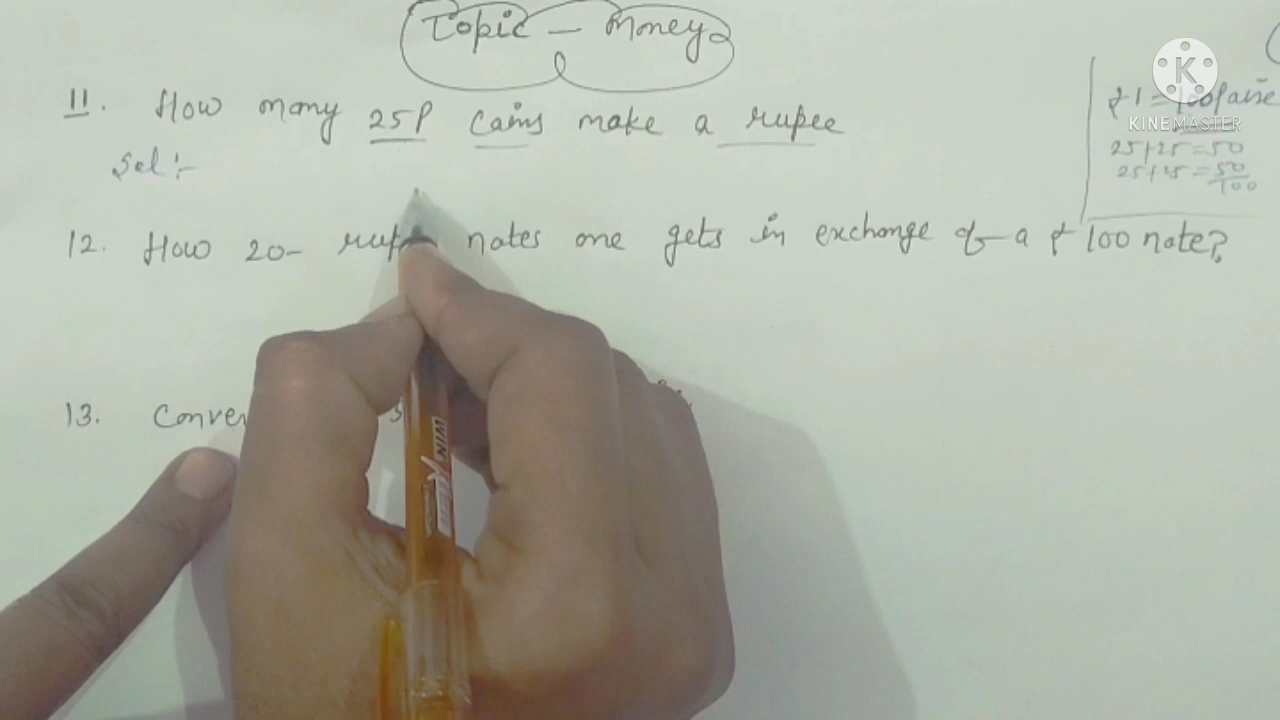 Topic - Money
11. How many 25P Coins make a rupee
Sol:-
₹1 = 100 Paise
25+25=50
25+25=50
100
KINEMASTER
12. How 20- notes one gets in exchange of a ₹ 100 note?
13.
WIN